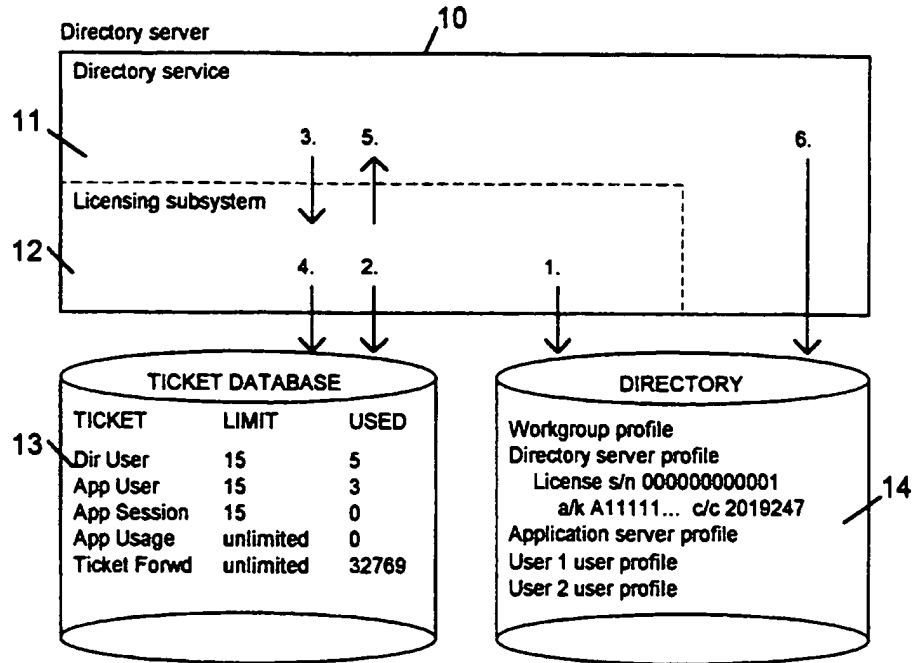 10
Directory server
Directory service
11
3. 5. 6.
Licensing subsystem
12
4. 2. 1.
TICKET DATABASE
TICKET LIMIT USED
13
Dir User 15 5
App User 15 3
App Session 15 0
App Usage unlimited 0
Ticket Forwd unlimited 32769
DIRECTORY
Workgroup profile
Directory server profile
License s/n 000000000001
a/k A11111... c/c 2019247
14
Application server profile
User 1 user profile
User 2 user profile